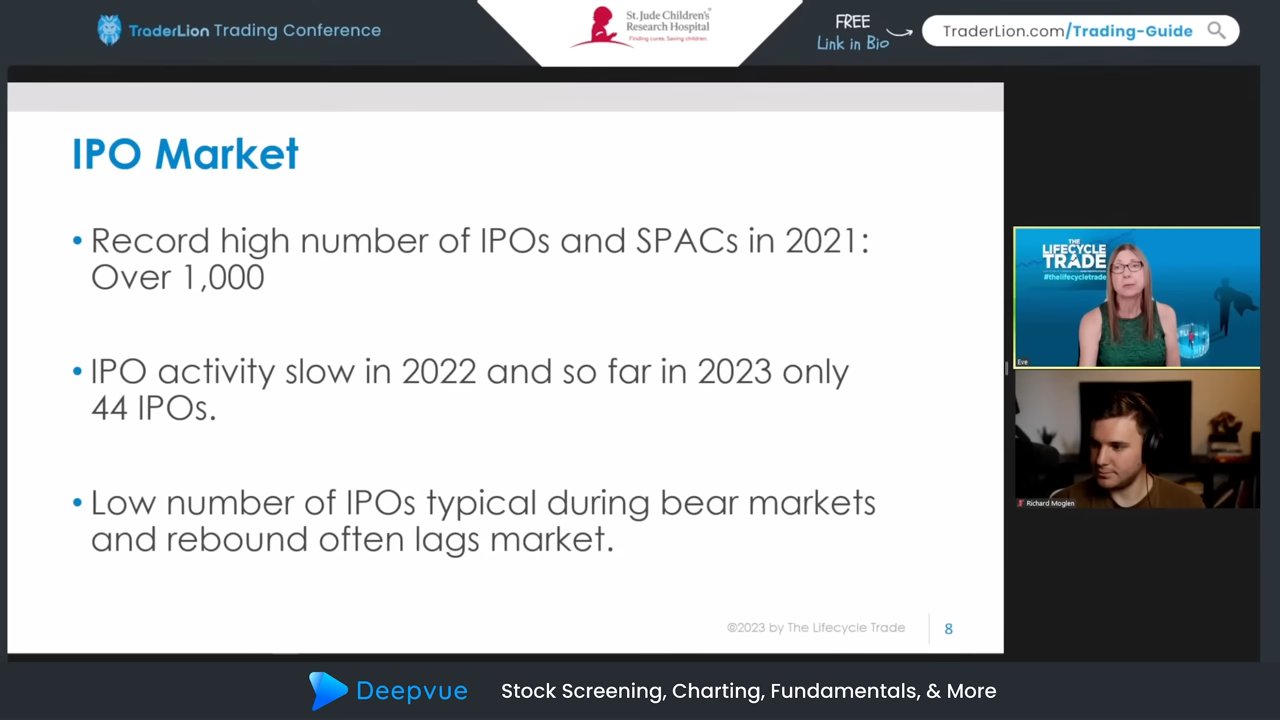 TraderLion Trading Conference
St. Jude Children's
Research Hospital
Finding cures. Saving children.
FREE
Link in Bio
TraderLion.com/Trading-Guide
IPO Market
• Record high number of IPOs and SPACs in 2021:
Over 1,000
• IPO activity slow in 2022 and so far in 2023 only
44 IPOs.
• Low number of IPOs typical during bear markets
and rebound often lags market.
©2023 by The Lifecycle Trade
8
THE
LIFECYCLE
TRADE
#thelifecycletrade
Eve
Richard Moglen
Deepvue
Stock Screening, Charting, Fundamentals, & More